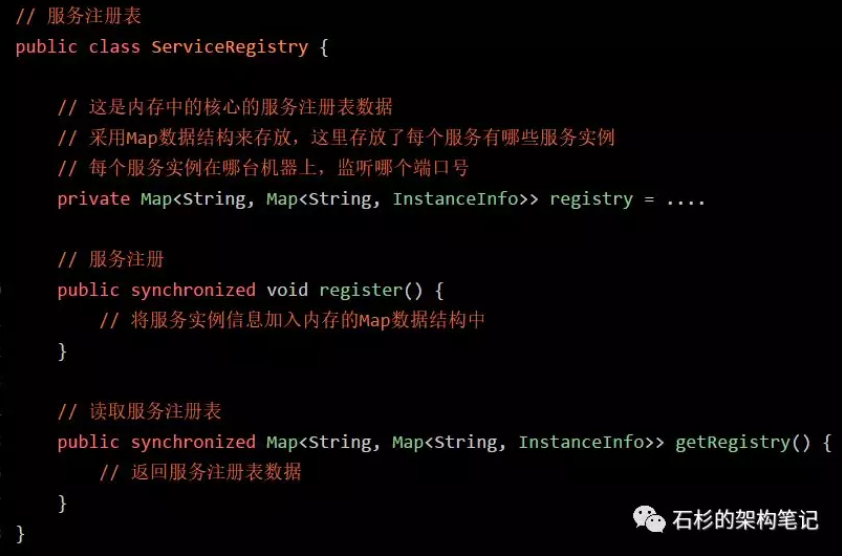 // 服务注册表
public class ServiceRegistry {
// 这是内存中的核心的服务注册表数据
// 采用Map数据结构来存放，这里存放了每个服务有哪些服务实例
// 每个服务实例在哪台机器上，监听哪个端口号
private Map<String, Map<String, InstanceInfo>> registry = ....
// 服务注册
public synchronized void register() {
// 将服务实例信息加入内存的Map数据结构中
}
// 读取服务注册表
public synchronized Map<String, Map<String, InstanceInfo>> getRegistry() {
// 返回服务注册表数据
}
}
石杉的架构笔记